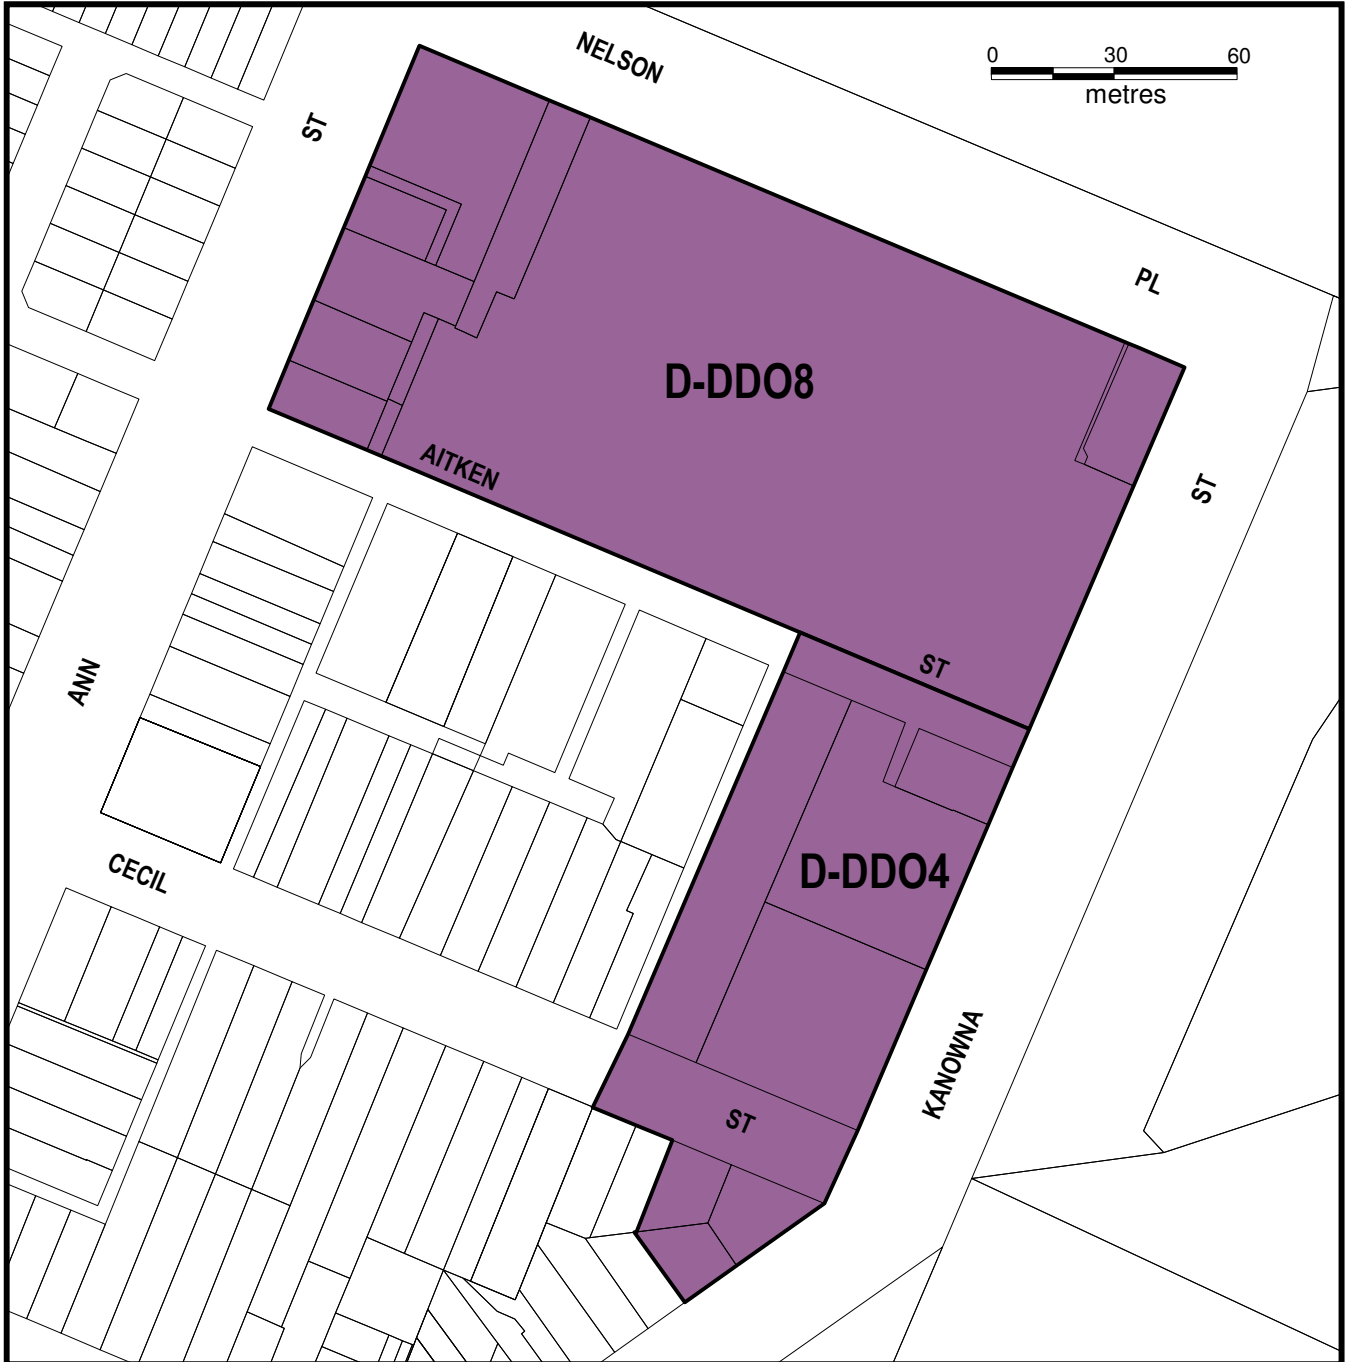 NELSON
0 30 60
metres
ST
PL
D-DDO8
AITKEN
ST
ST
ANN
D-DDO4
CECIL
KANOWNA
ST